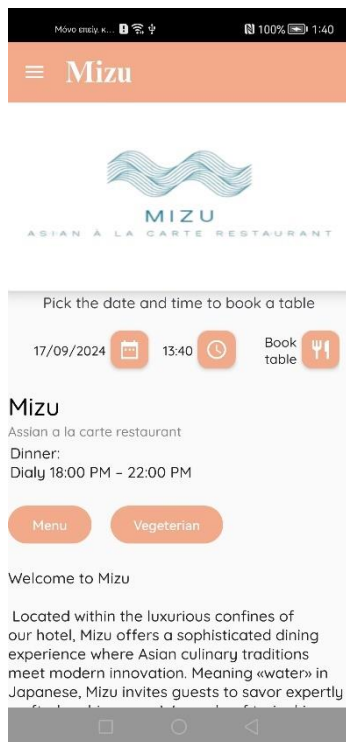 Μόνο επείγ. κ... 100% 1:40
Mizu
MIZU
ASIAN À LA CARTE RESTAURANT
Pick the date and time to book a table
17/09/2024 13:40 Book
table
Mizu
Assian a la carte restaurant
Dinner:
Dialy 18:00 PM – 22:00 PM
Menu Vegeterian
Welcome to Mizu
Located within the luxurious confines of
our hotel, Mizu offers a sophisticated dining
experience where Asian culinary traditions
meet modern innovation. Meaning «water» in
Japanese, Mizu invites guests to savor expertly